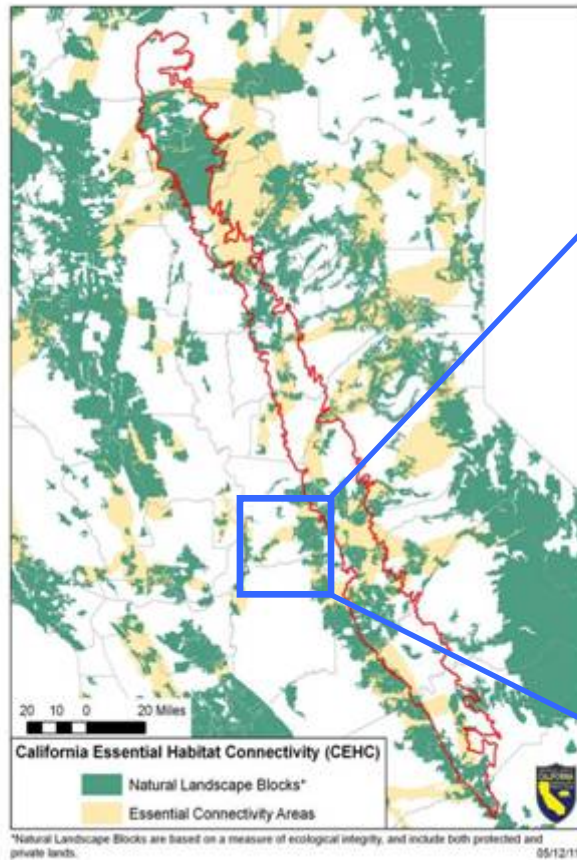 20 10 0 20 Miles
California Essential Habitat Connectivity (CEHC)
Natural Landscape Blocks*
Essential Connectivity Areas
CALIFORNIA
*Natural Landscape Blocks are based on a measure of ecological integrity, and include both protected and
private lands.